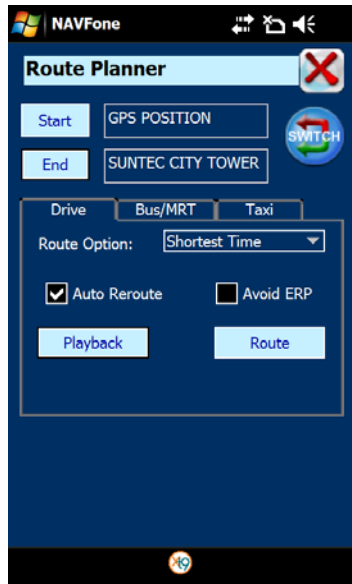 NAVFone
Route Planner
Start GPS POSITION
SWITCH
End SUNTEC CITY TOWER
Drive Bus/MRT Taxi
Route Option: Shortest Time
Auto Reroute Avoid ERP
Playback Route